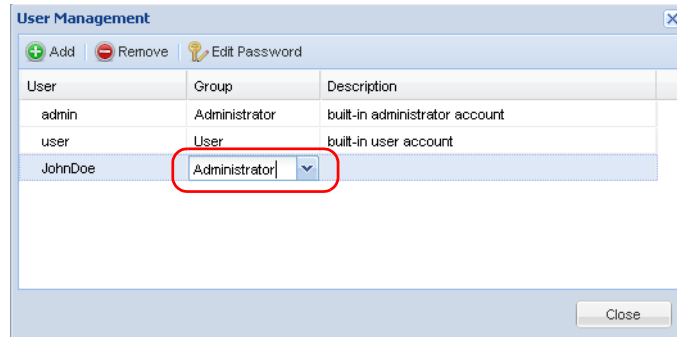 User Management
Add Remove Edit Password
User Group Description
admin Administrator built-in administrator account
user User built-in user account
JohnDoe Administrator
Close